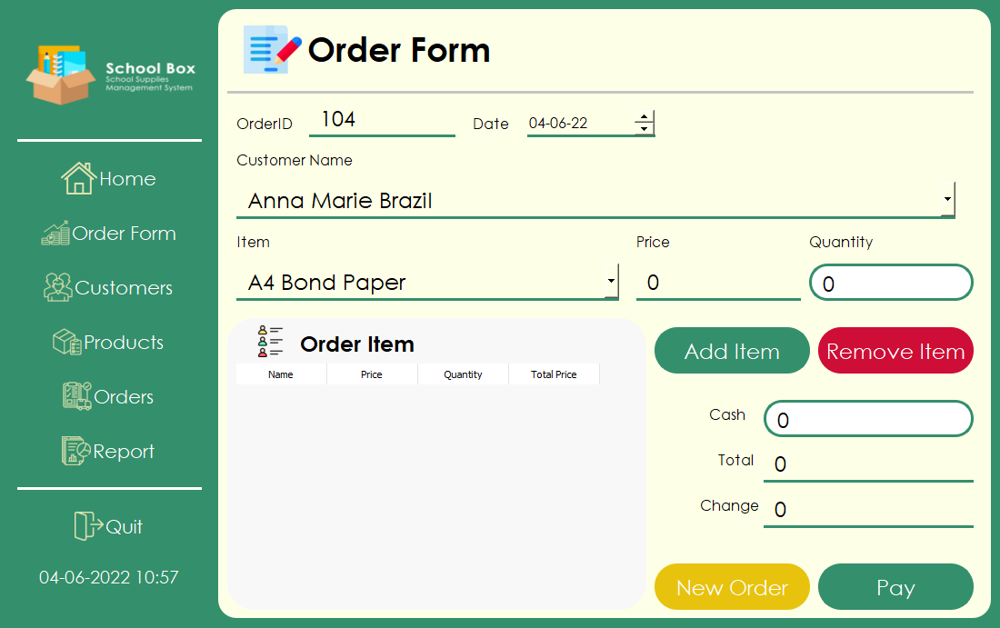 School Box
School Supplies
Management System
Home
Order Form
Customers
Products
Orders
Report
Quit
04-06-2022 10:57
Order Form
OrderID 104 Date 04-06-22
Customer Name
Anna Marie Brazil
Item Price Quantity
A4 Bond Paper 0 0
Order Item
Name Price Quantity Total Price
Add Item Remove Item
Cash 0
Total 0
Change 0
New Order Pay